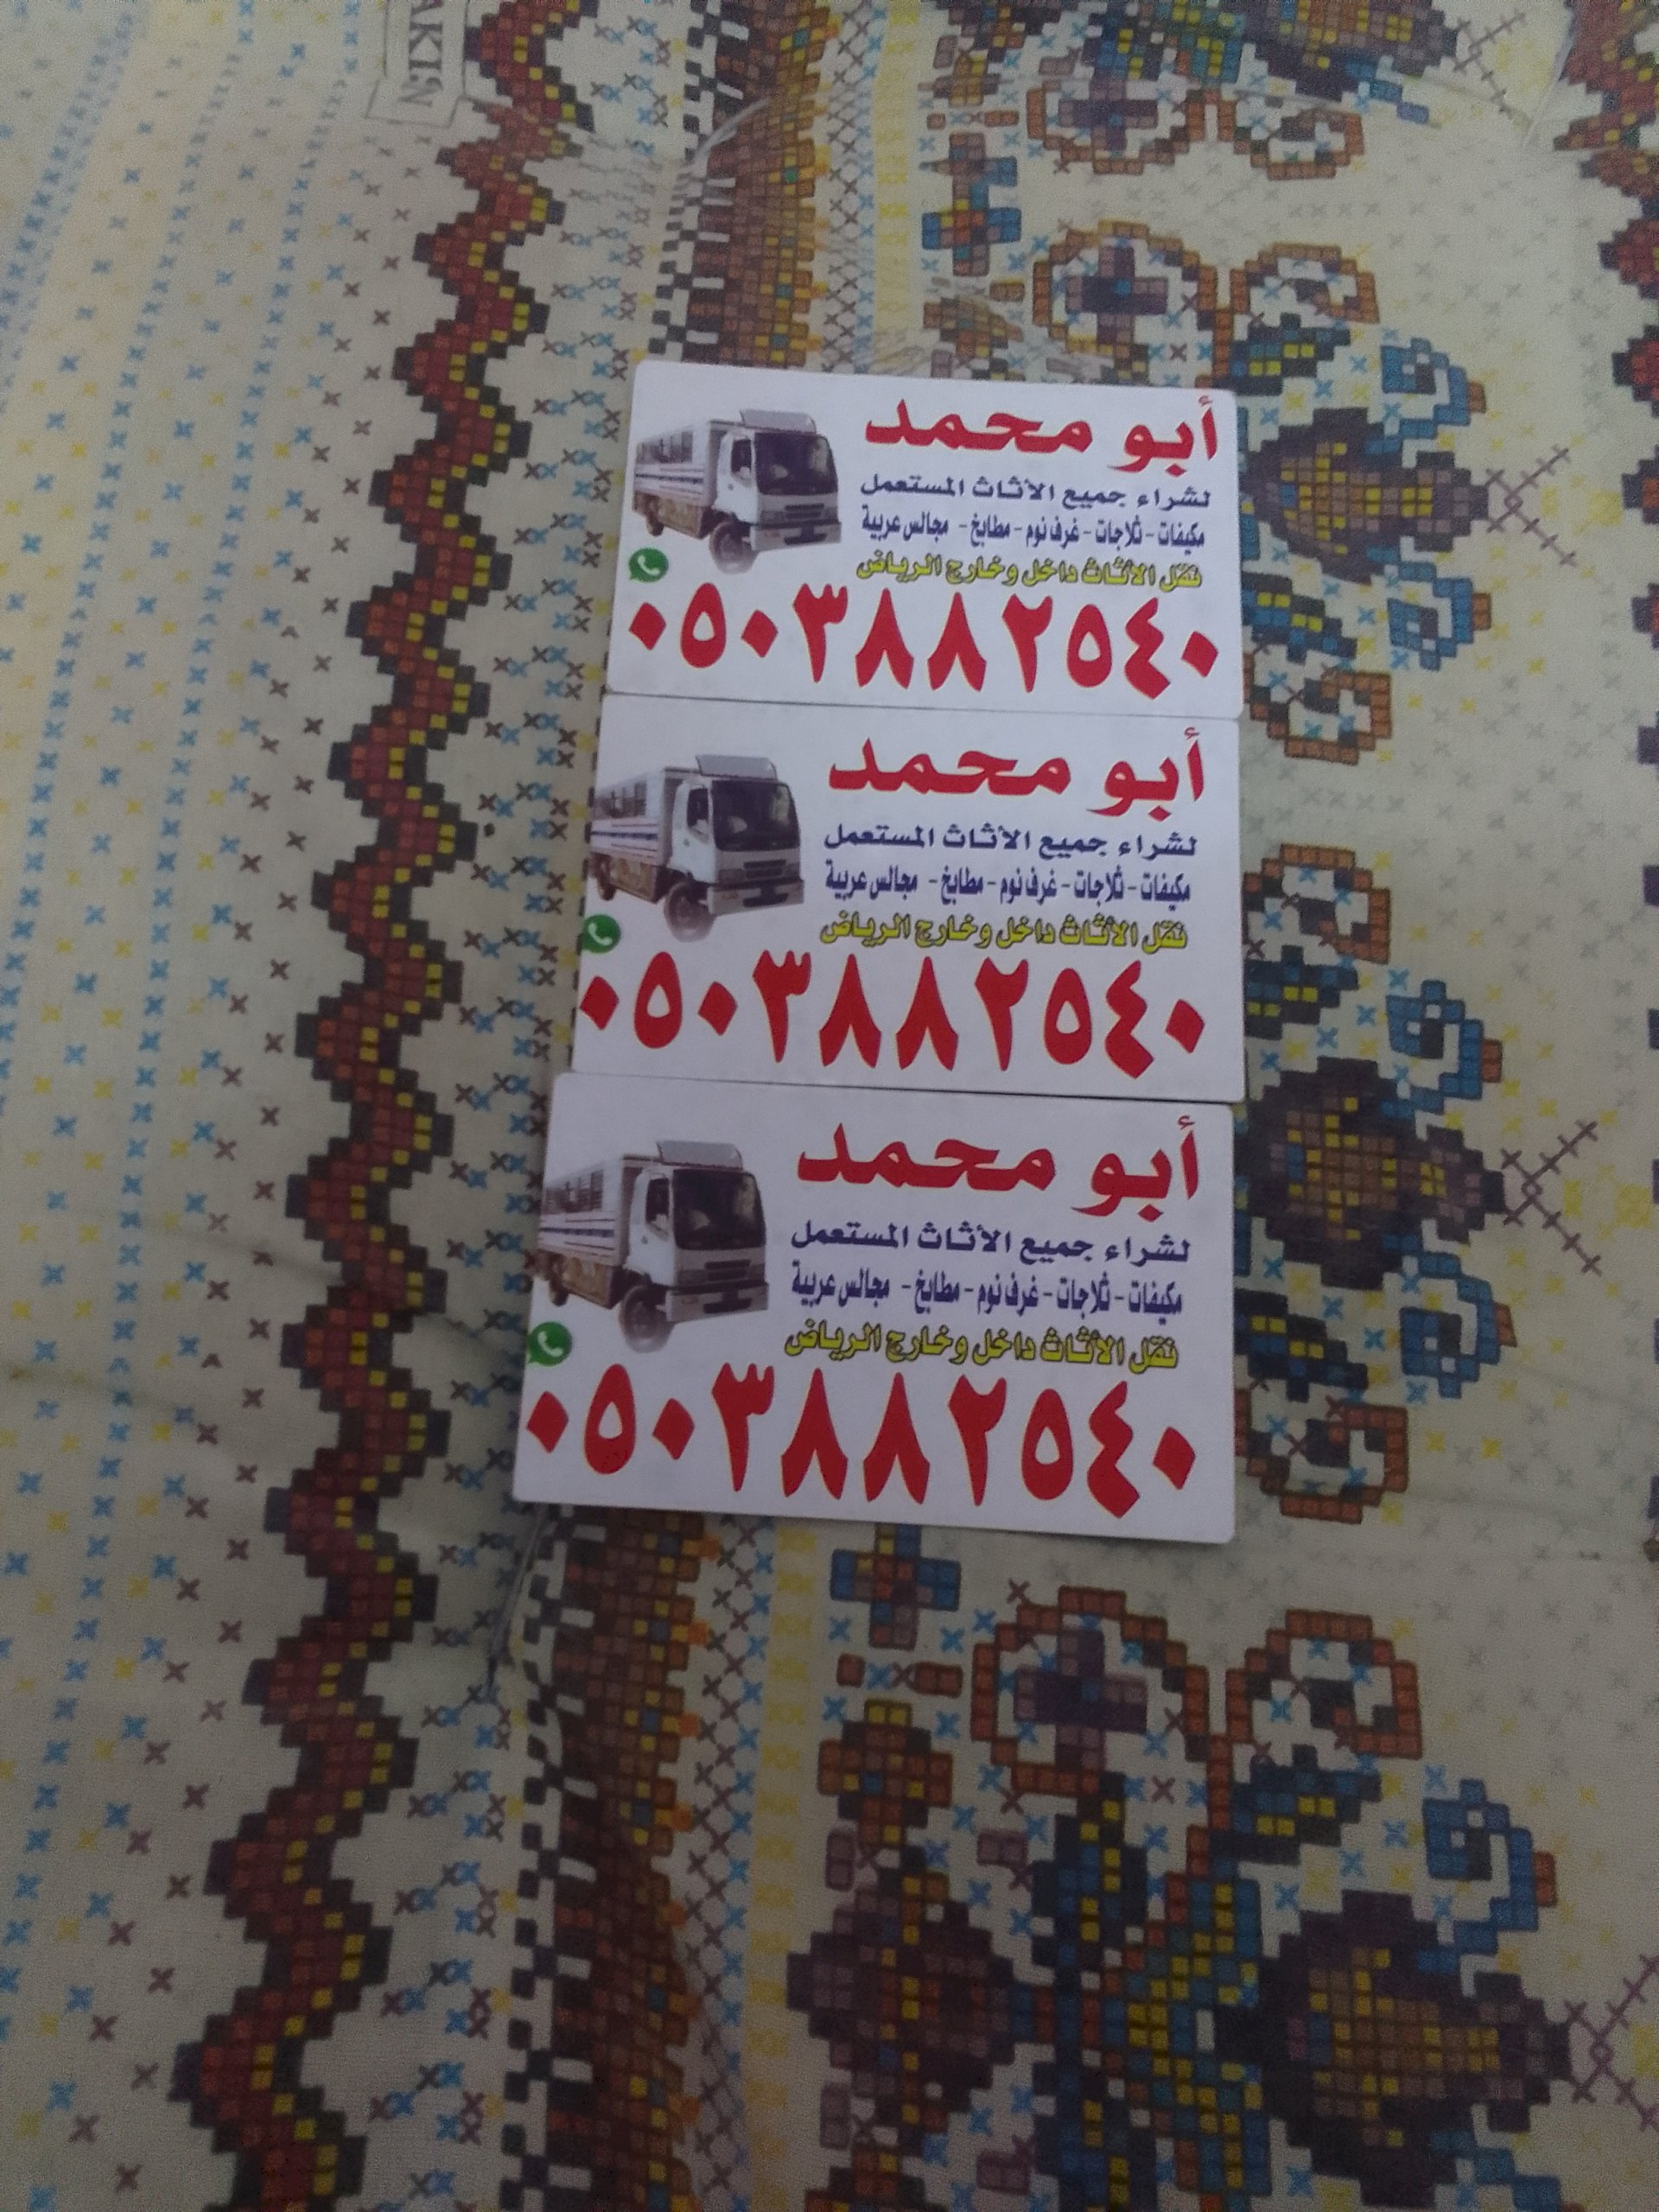 AKIN
أبو محمد
لشراء جميع الأثاث المستعمل
مكيفات - ثلاجات - غرف نوم - مطابخ - مجالس عربية
نقل الأثاث داخل وخارج الرياض
٠٥٠٣٨٨٢٥٤٠
أبو محمد
لشراء جميع الأثاث المستعمل
مكيفات - ثلاجات - غرف نوم - مطابخ - مجالس عربية
نقل الأثاث داخل وخارج الرياض
٠٥٠٣٨٨٢٥٤٠
أبو محمد
لشراء جميع الأثاث المستعمل
مكيفات - ثلاجات - غرف نوم - مطابخ - مجالس عربية
نقل الأثاث داخل وخارج الرياض
٠٥٠٣٨٨٢٥٤٠